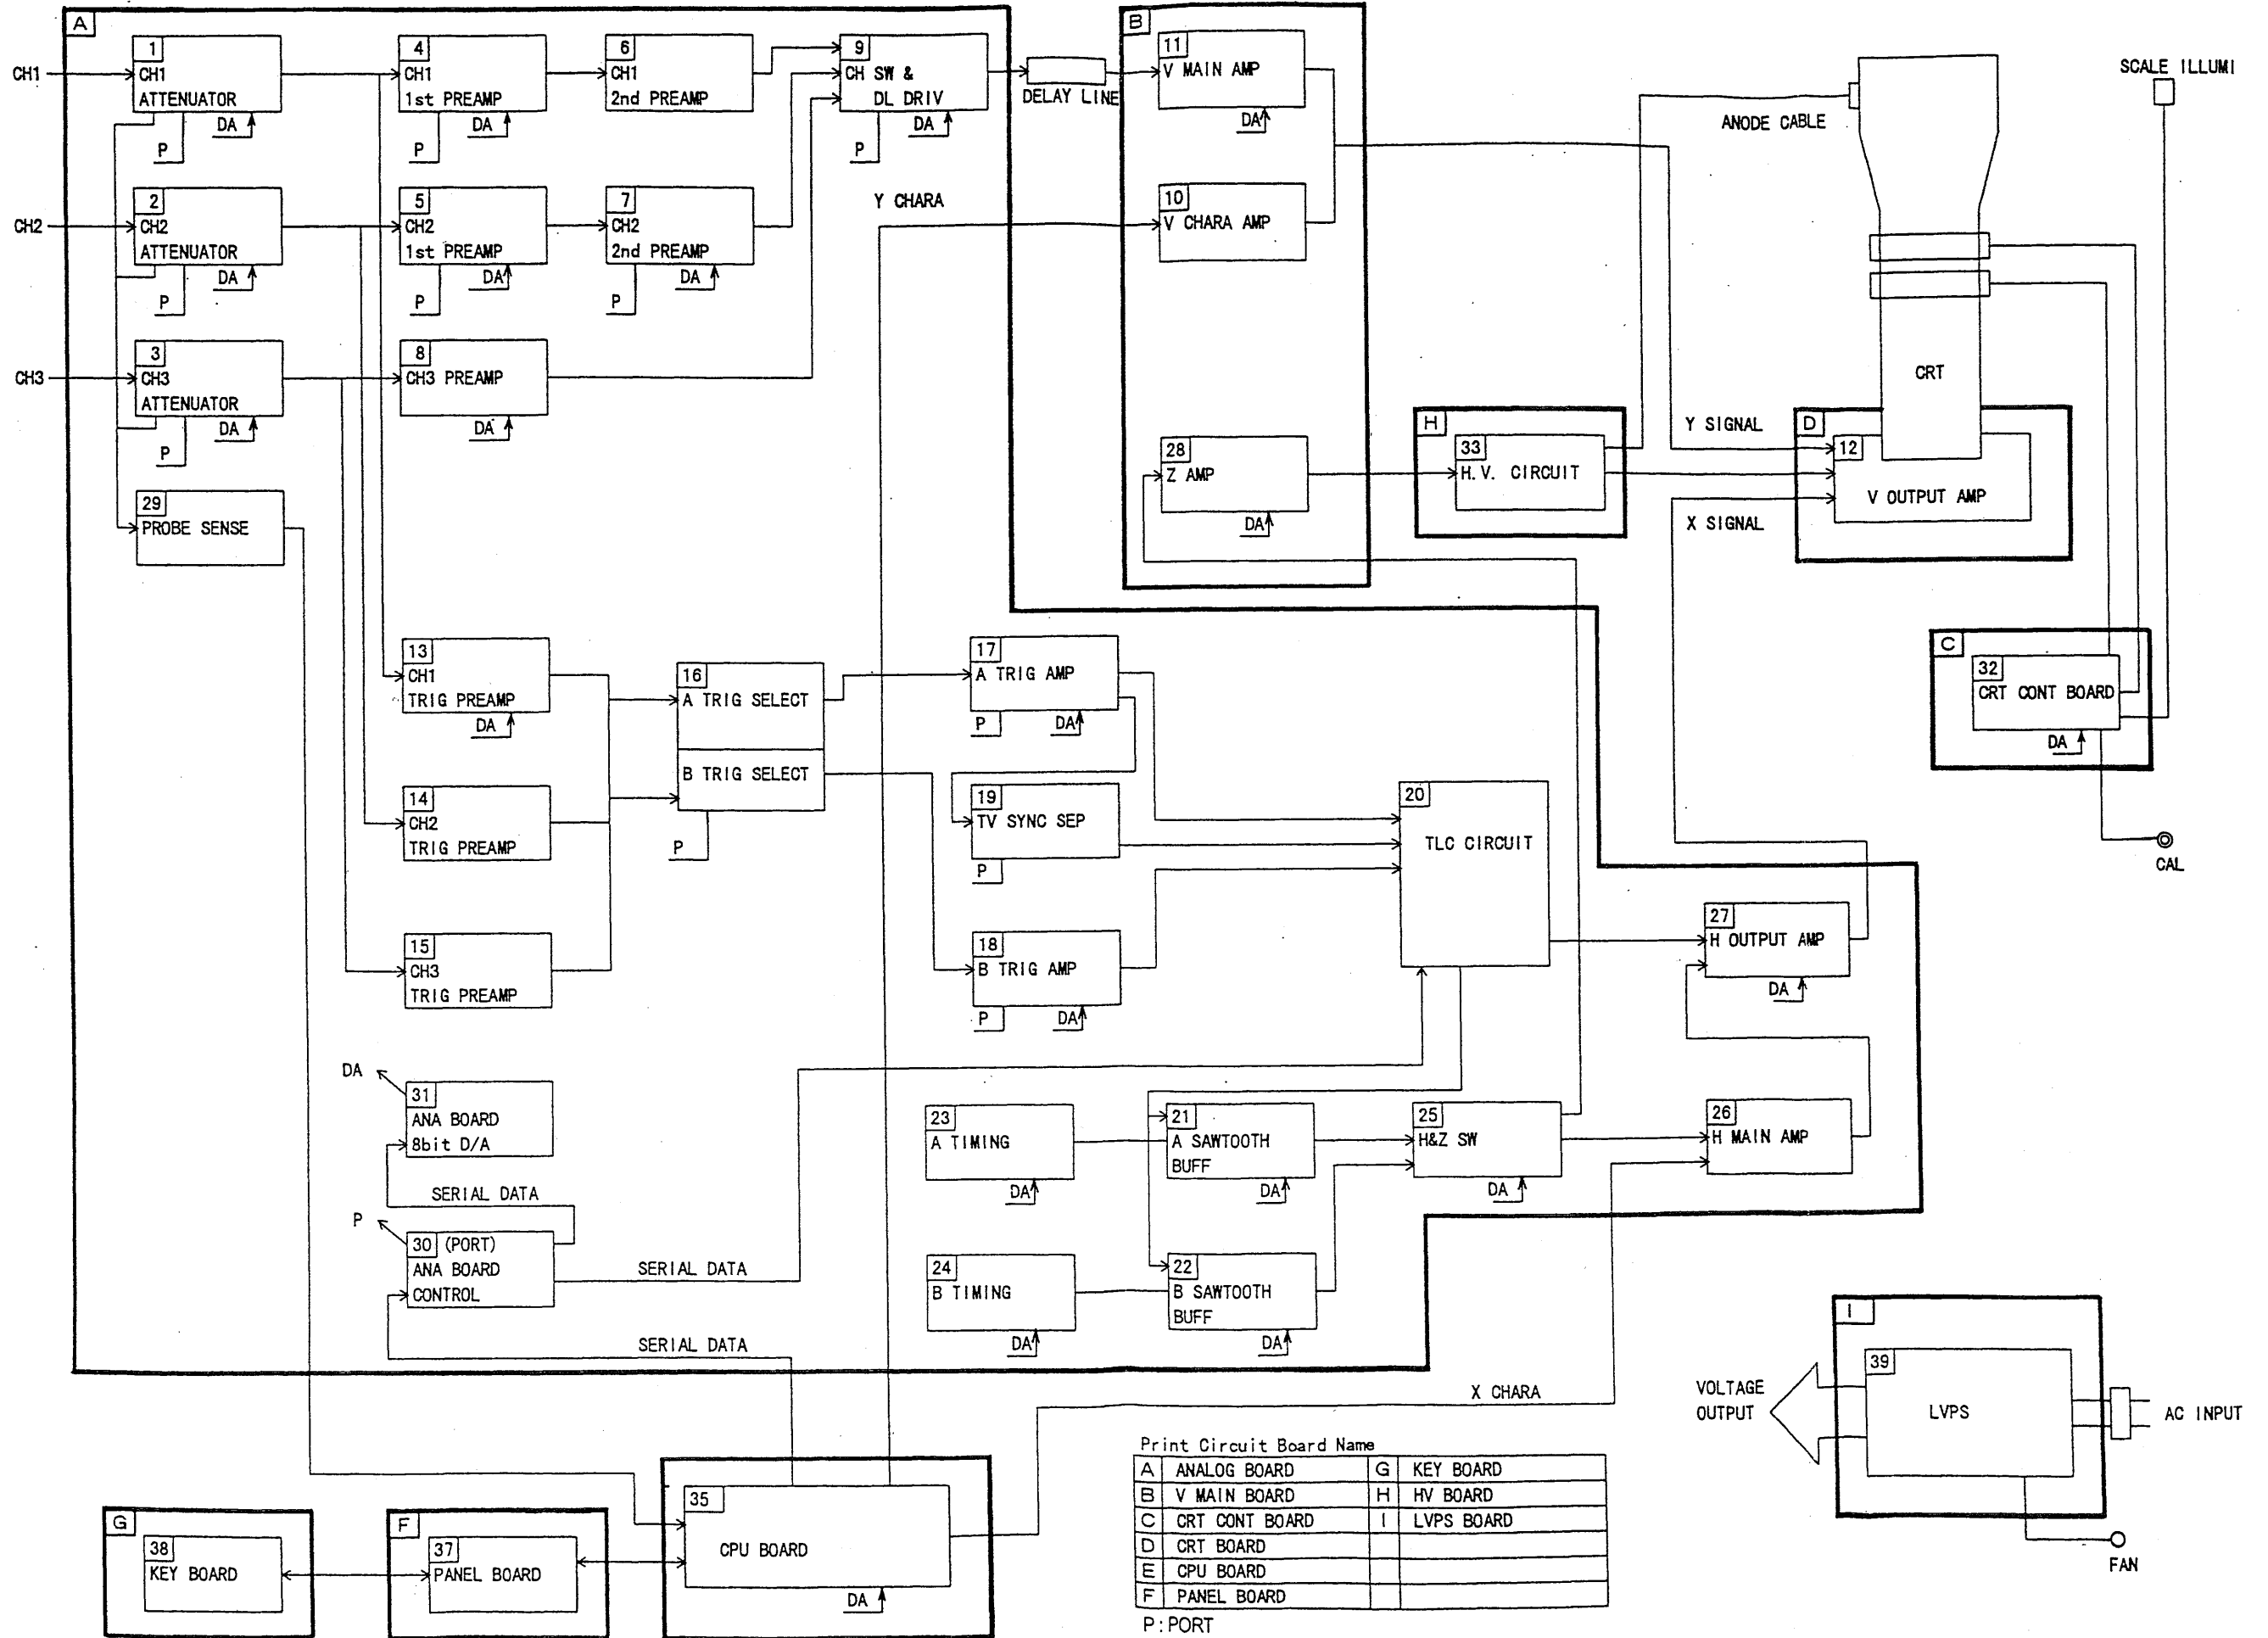 A
B
1
CH1
ATTENUATOR
DA
P
4
CH1
1st PREAMP
DA
P
6
CH1
2nd PREAMP
9
CH SW &
DL DRIV
DA
P
DELAY LINE
11
V MAIN AMP
DA
CH1
SCALE ILLUMI
ANODE CABLE
2
CH2
ATTENUATOR
DA
P
5
CH2
1st PREAMP
DA
P
7
CH2
2nd PREAMP
DA
P
Y CHARA
10
V CHARA AMP
CH2
3
CH3
ATTENUATOR
DA
P
8
CH3 PREAMP
DA
CH3
CRT
28
Z AMP
DA
H
33
H.V. CIRCUIT
Y SIGNAL
X SIGNAL
D
12
V OUTPUT AMP
29
PROBE SENSE
13
CH1
TRIG PREAMP
DA
16
A TRIG SELECT
B TRIG SELECT
P
17
A TRIG AMP
P
DA
C
32
CRT CONT BOARD
DA
CAL
14
CH2
TRIG PREAMP
19
TV SYNC SEP
P
20
TLC CIRCUIT
15
CH3
TRIG PREAMP
18
B TRIG AMP
P
DA
27
H OUTPUT AMP
DA
DA
31
ANA BOARD
8bit D/A
SERIAL DATA
P
30 (PORT)
ANA BOARD
CONTROL
SERIAL DATA
SERIAL DATA
23
A TIMING
DA
21
A SAWTOOTH
BUFF
DA
25
H&Z SW
DA
26
H MAIN AMP
24
B TIMING
DA
22
B SAWTOOTH
BUFF
DA
X CHARA
I
39
LVPS
VOLTAGE
OUTPUT
AC INPUT
FAN
G
38
KEY BOARD
F
37
PANEL BOARD
35
CPU BOARD
DA
Print Circuit Board Name
A ANALOG BOARD G KEY BOARD
B V MAIN BOARD H HV BOARD
C CRT CONT BOARD I LVPS BOARD
D CRT BOARD
E CPU BOARD
F PANEL BOARD
P:PORT